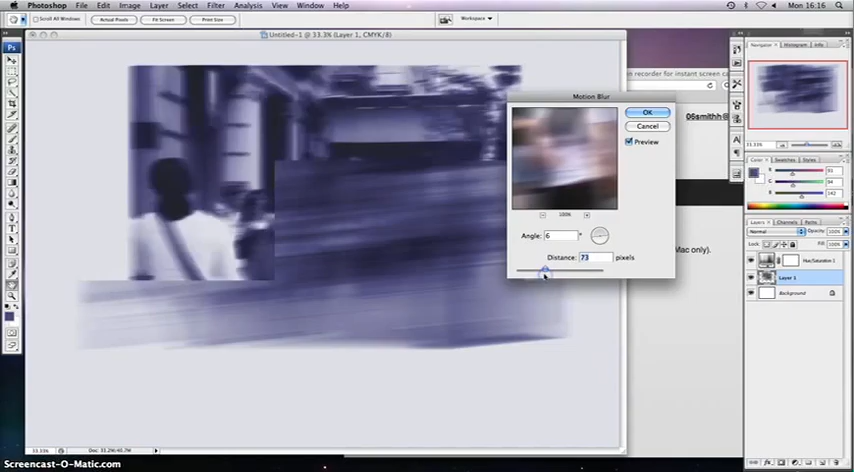 Photoshop File Edit Image Layer Select Filter Analysis View Window Help
Mon 16:16
Scroll All Windows Actual Pixels Fit Screen Print Size Workspace
Untitled-1 @ 33.3% (Layer 1, CMYK/8)
Navigator Histogram Info
recorder for instant screen ca
06smithh@
Motion Blur
OK
Cancel
Preview
100%
Angle: 6 °
Distance: 73 pixels
Mac only).
33.33%
Color Swatches Styles
142
Layers Channels Paths
Normal Opacity:
Lock: Fill:
Hue/Saturation 1
Layer 1
Background
33.33%
Screencast-O-Matic.com